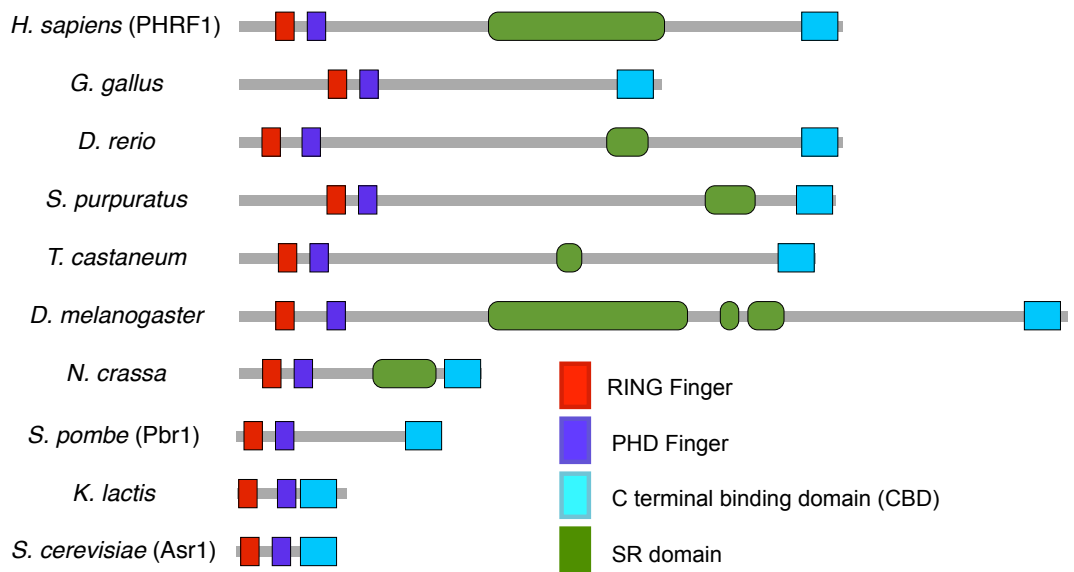 H. sapiens (PHRF1)
G. gallus
D. rerio
S. purpuratus
T. castaneum
D. melanogaster
N. crassa
S. pombe (Pbr1)
K. lactis
S. cerevisiae (Asr1)
RING Finger
PHD Finger
C terminal binding domain (CBD)
SR domain